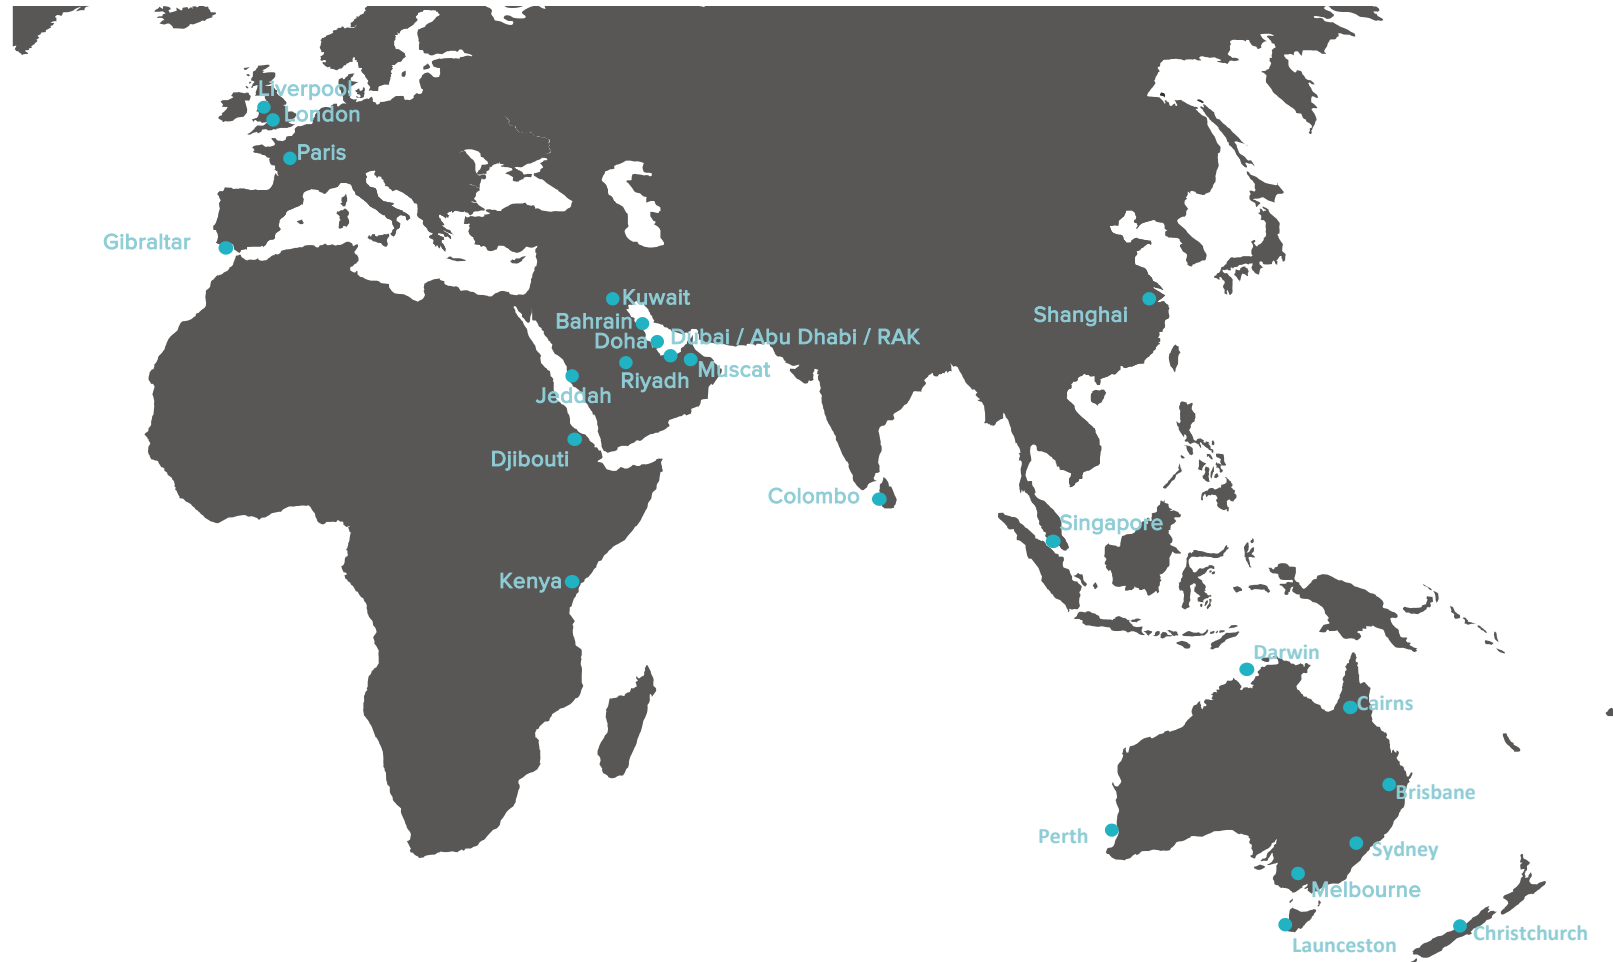 Liverpool
London
Paris
Gibraltar
Kuwait
Bahrain
Doha
Dubai / Abu Dhabi / RAK
Muscat
Riyadh
Jeddah
Djibouti
Shanghai
Colombo
Singapore
Kenya
Darwin
Cairns
Brisbane
Perth
Sydney
Melbourne
Christchurch
Launceston